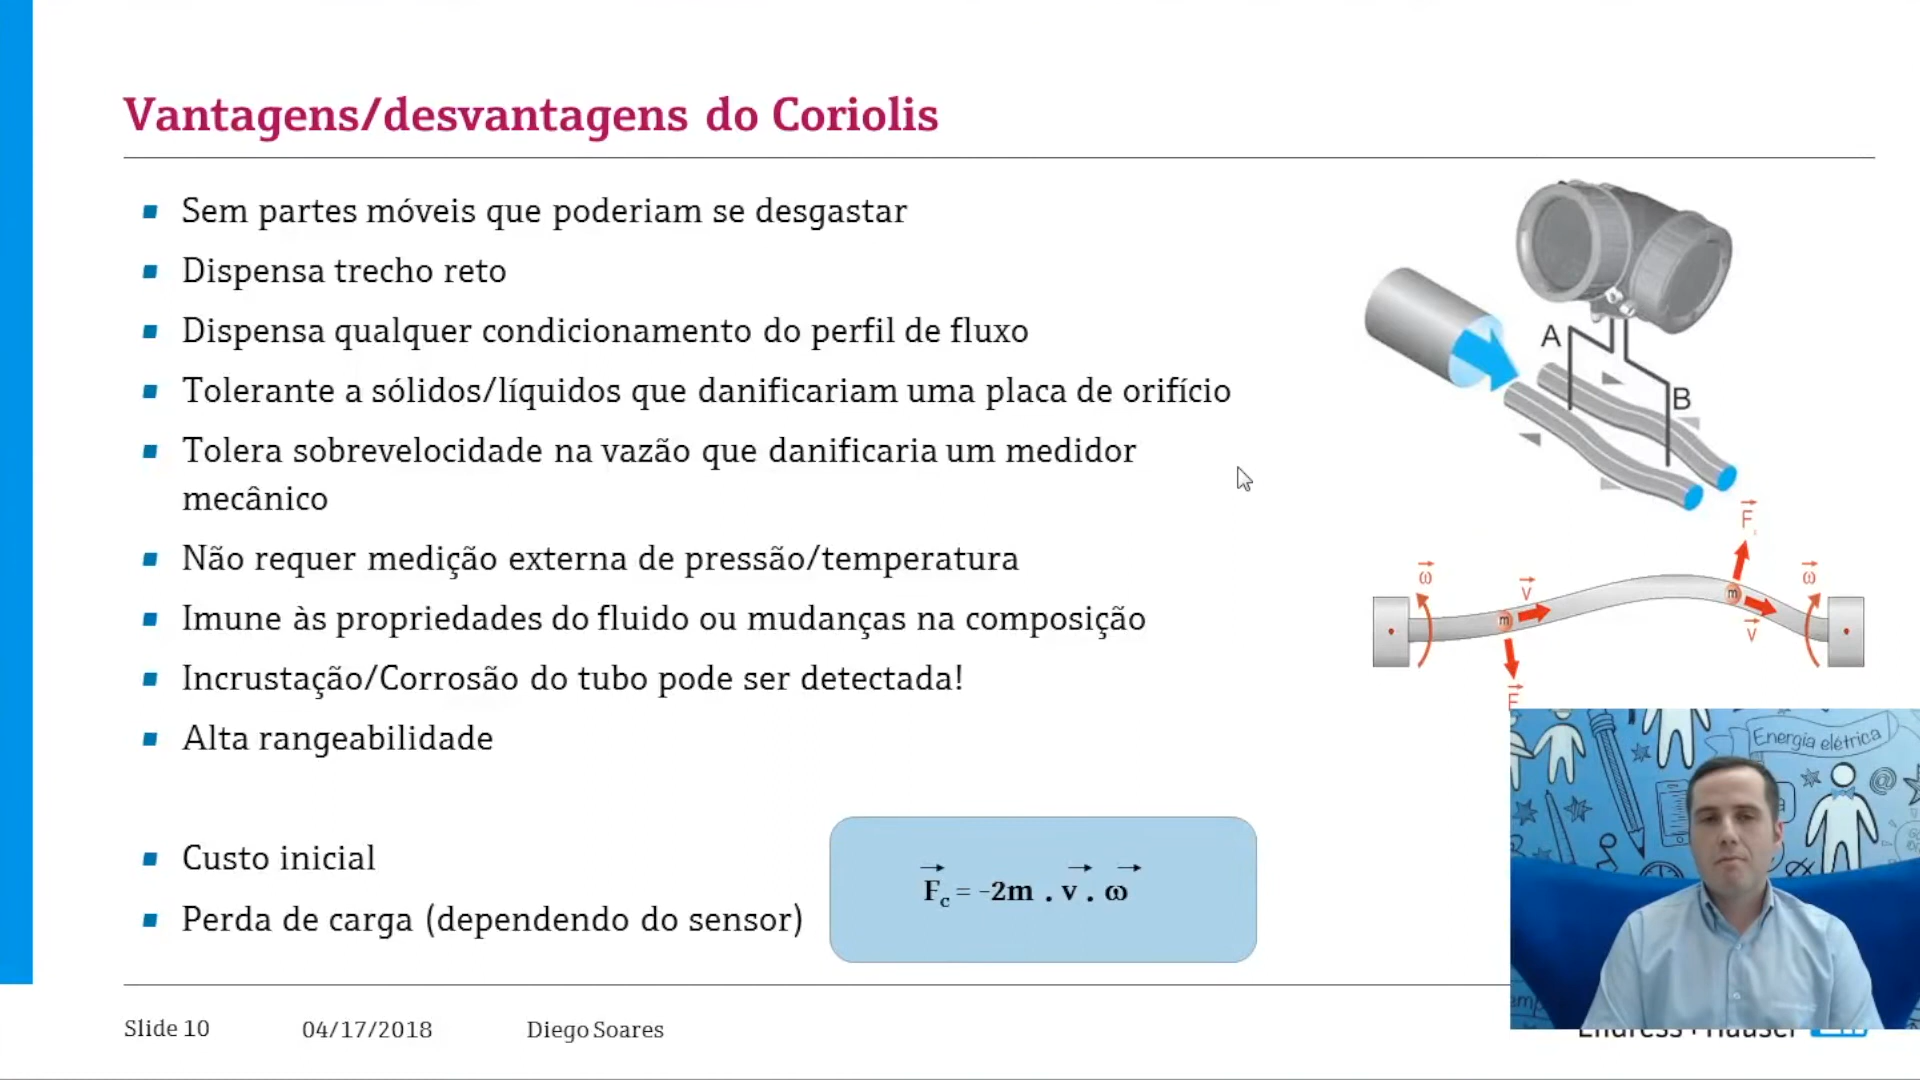 Vantagens/desvantagens do Coriolis
Sem partes móveis que poderiam se desgastar
Dispensa trecho reto
Dispensa qualquer condicionamento do perfil de fluxo
Tolerante a sólidos/líquidos que danificariam uma placa de orifício
Tolera sobrevelocidade na vazão que danificaria um medidor
mecânico
Não requer medição externa de pressão/temperatura
Imune às propriedades do fluido ou mudanças na composição
Incrustação/Corrosão do tubo pode ser detectada!
Alta rangeabilidade
Custo inicial
Perda de carga (dependendo do sensor)
F⃗c = -2m . v⃗ . ω⃗
A
B
F⃗
ω⃗
v⃗
m
m
v⃗
ω⃗
F⃗
Energia elétrica
Slide 10
04/17/2018
Diego Soares
Endress+Hauser